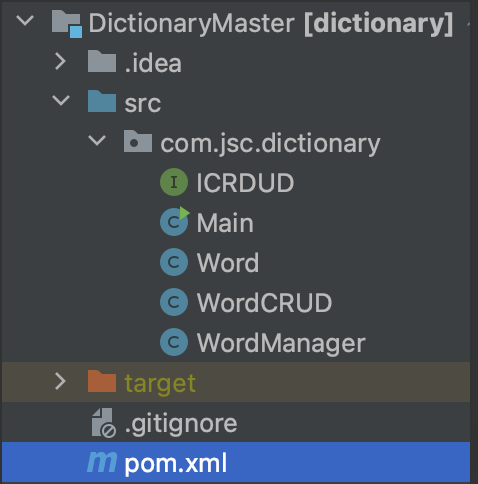 DictionaryMaster [dictionary]
.idea
src
com.jsc.dictionary
I ICRDUD
C Main
C Word
C WordCRUD
C WordManager
target
.gitignore
m pom.xml